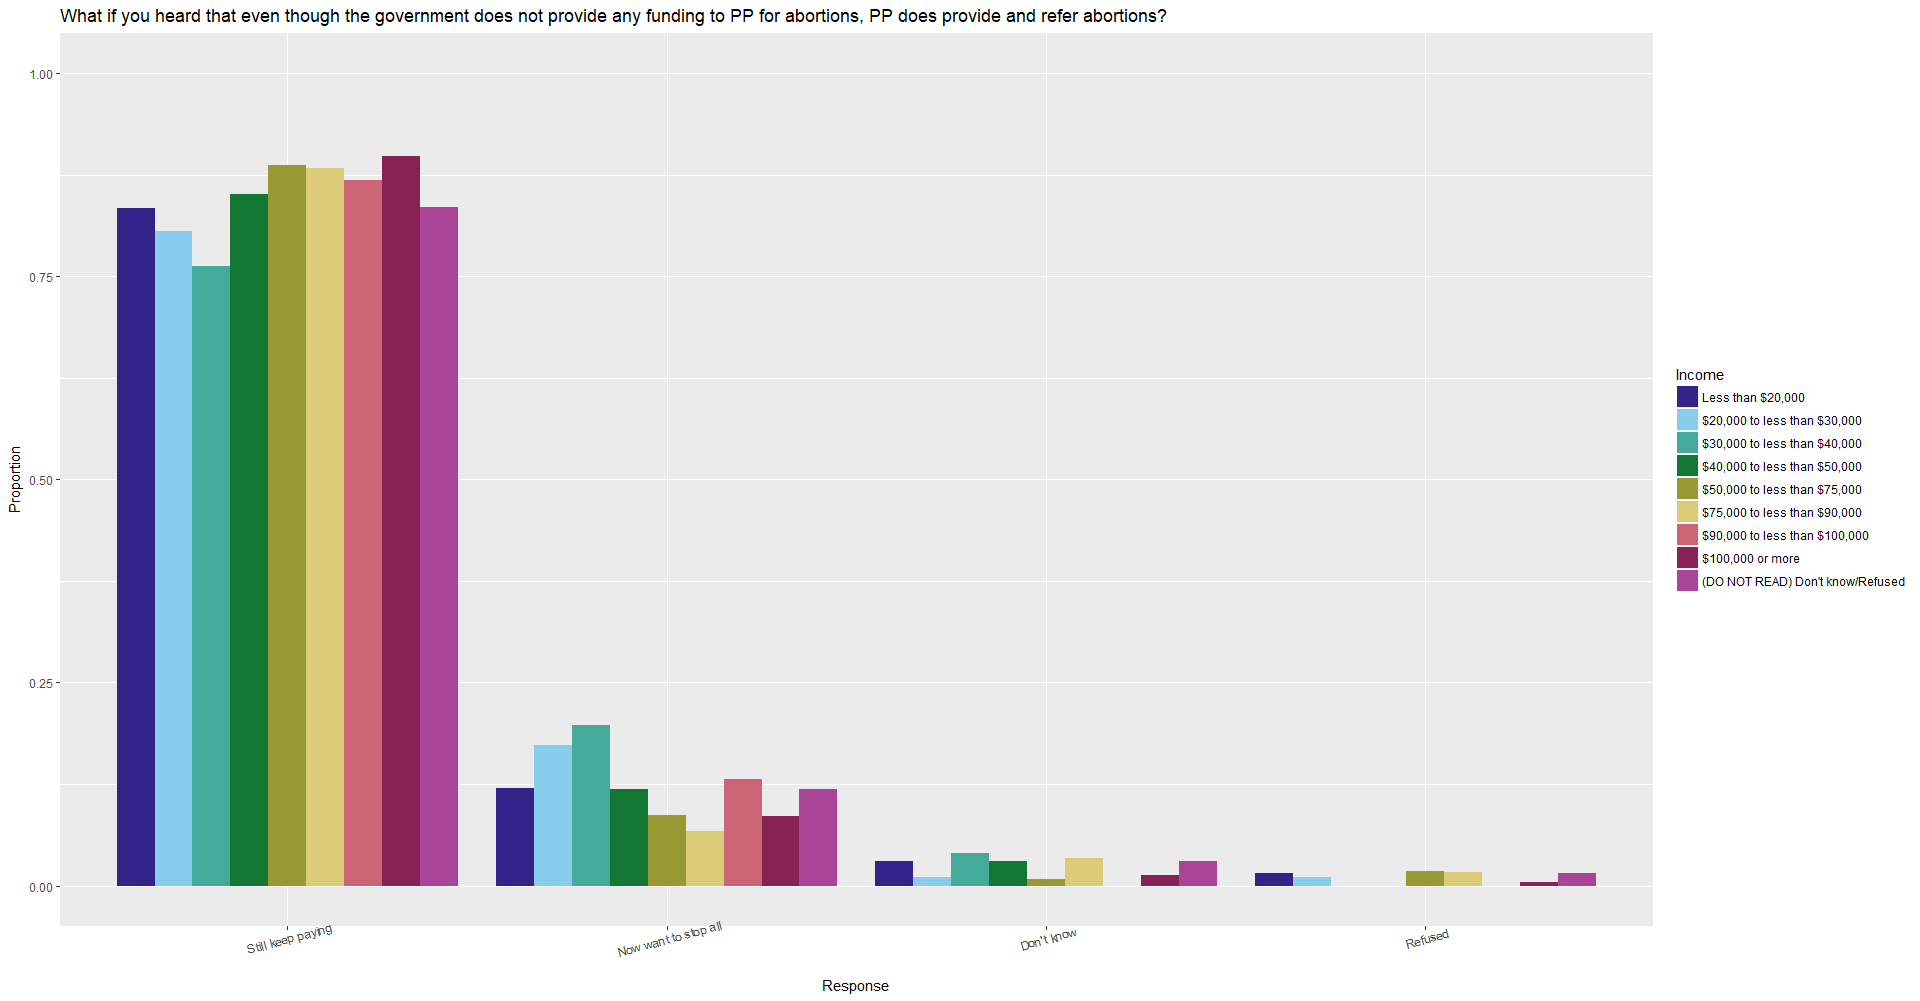 What if you heard that even though the government does not provide any funding to PP for abortions, PP does provide and refer abortions?
1.00
0.75
0.50
0.25
0.00
Proportion
Still keep paying
Now want to stop all
Don't know
Refused
Response
Income
Less than $20,000
$20,000 to less than $30,000
$30,000 to less than $40,000
$40,000 to less than $50,000
$50,000 to less than $75,000
$75,000 to less than $90,000
$90,000 to less than $100,000
$100,000 or more
(DO NOT READ) Don't know/Refused